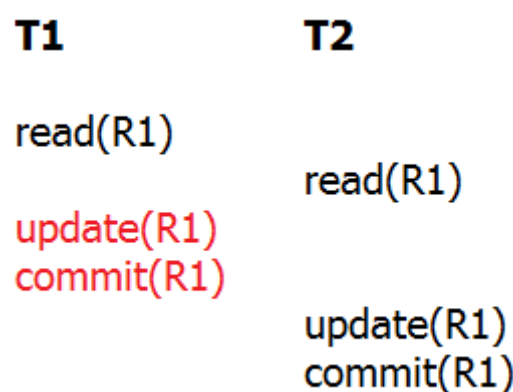 T1 T2
read(R1)
read(R1)
update(R1)
commit(R1)
update(R1)
commit(R1)